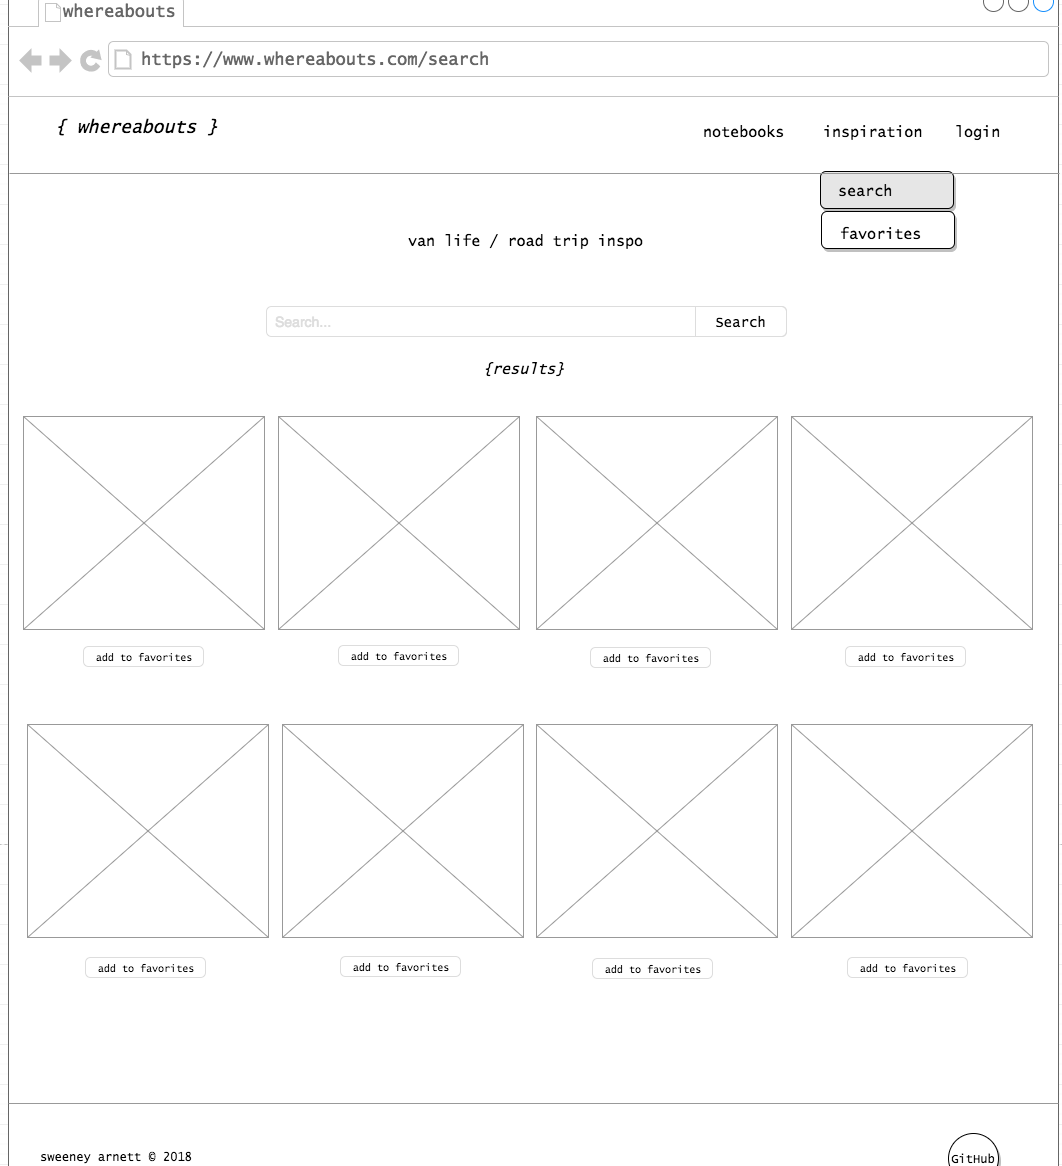 whereabouts
https://www.whereabouts.com/search
{ whereabouts }
notebooks inspiration login
search
favorites
van life / road trip inspo
Search... Search
{results}
add to favorites add to favorites add to favorites add to favorites
add to favorites add to favorites add to favorites add to favorites
sweeney arnett © 2018 GitHub